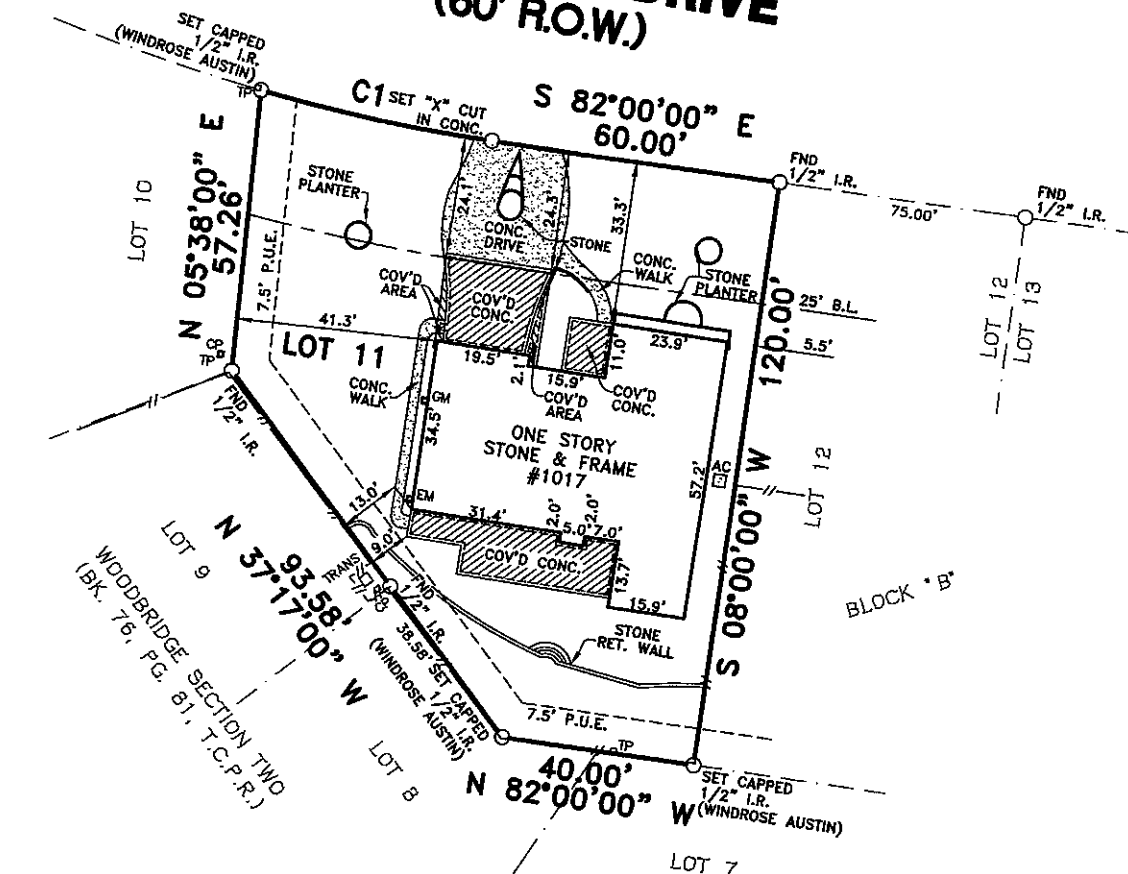 DRIVE
(60' R.O.W.)
SET CAPPED
1/2" I.R.
(WINDROSE AUSTIN)
TP
C1
SET "X" CUT
IN CONC.
S 82°00'00" E
60.00'
FND
1/2" I.R.
75.00'
FND
1/2" I.R.
LOT 10
N 05°38'00" E
57.26'
7.5' P.U.E.
STONE
PLANTER
24.1'
24.3'
CONC.
DRIVE
STONE
33.3'
CONC.
WALK
STONE
PLANTER
25' B.L.
LOT 12
LOT 13
COV'D
AREA
COV'D
CONC.
41.3'
LOT 11
19.5'
2.1'
15.9'
11.0'
23.9'
5.5'
120.00'
S 08°00'00" W
CP
TP
FND
1/2" I.R.
CONC.
WALK
GM
34.5'
COV'D
AREA
COV'D
CONC.
ONE STORY
STONE & FRAME
#1017
57.2'
AC
LOT 12
EM
13.0'
9.0'
31.4'
2.0'
5.0'
2.0'
7.0'
COV'D CONC.
13.7'
15.9'
BLOCK "B"
LOT 9
N 37°17'00" W
93.58'
TRANS
FND
1/2" I.R.
38.58'
SET CAPPED
1/2" I.R.
(WINDROSE AUSTIN)
STONE
RET. WALL
WOODBRIDGE SECTION TWO
(BK. 76, PG. 81, T.C.P.R.)
LOT 8
7.5' P.U.E.
TP
40.00'
N 82°00'00" W
SET CAPPED
1/2" I.R.
(WINDROSE AUSTIN)
LOT 7